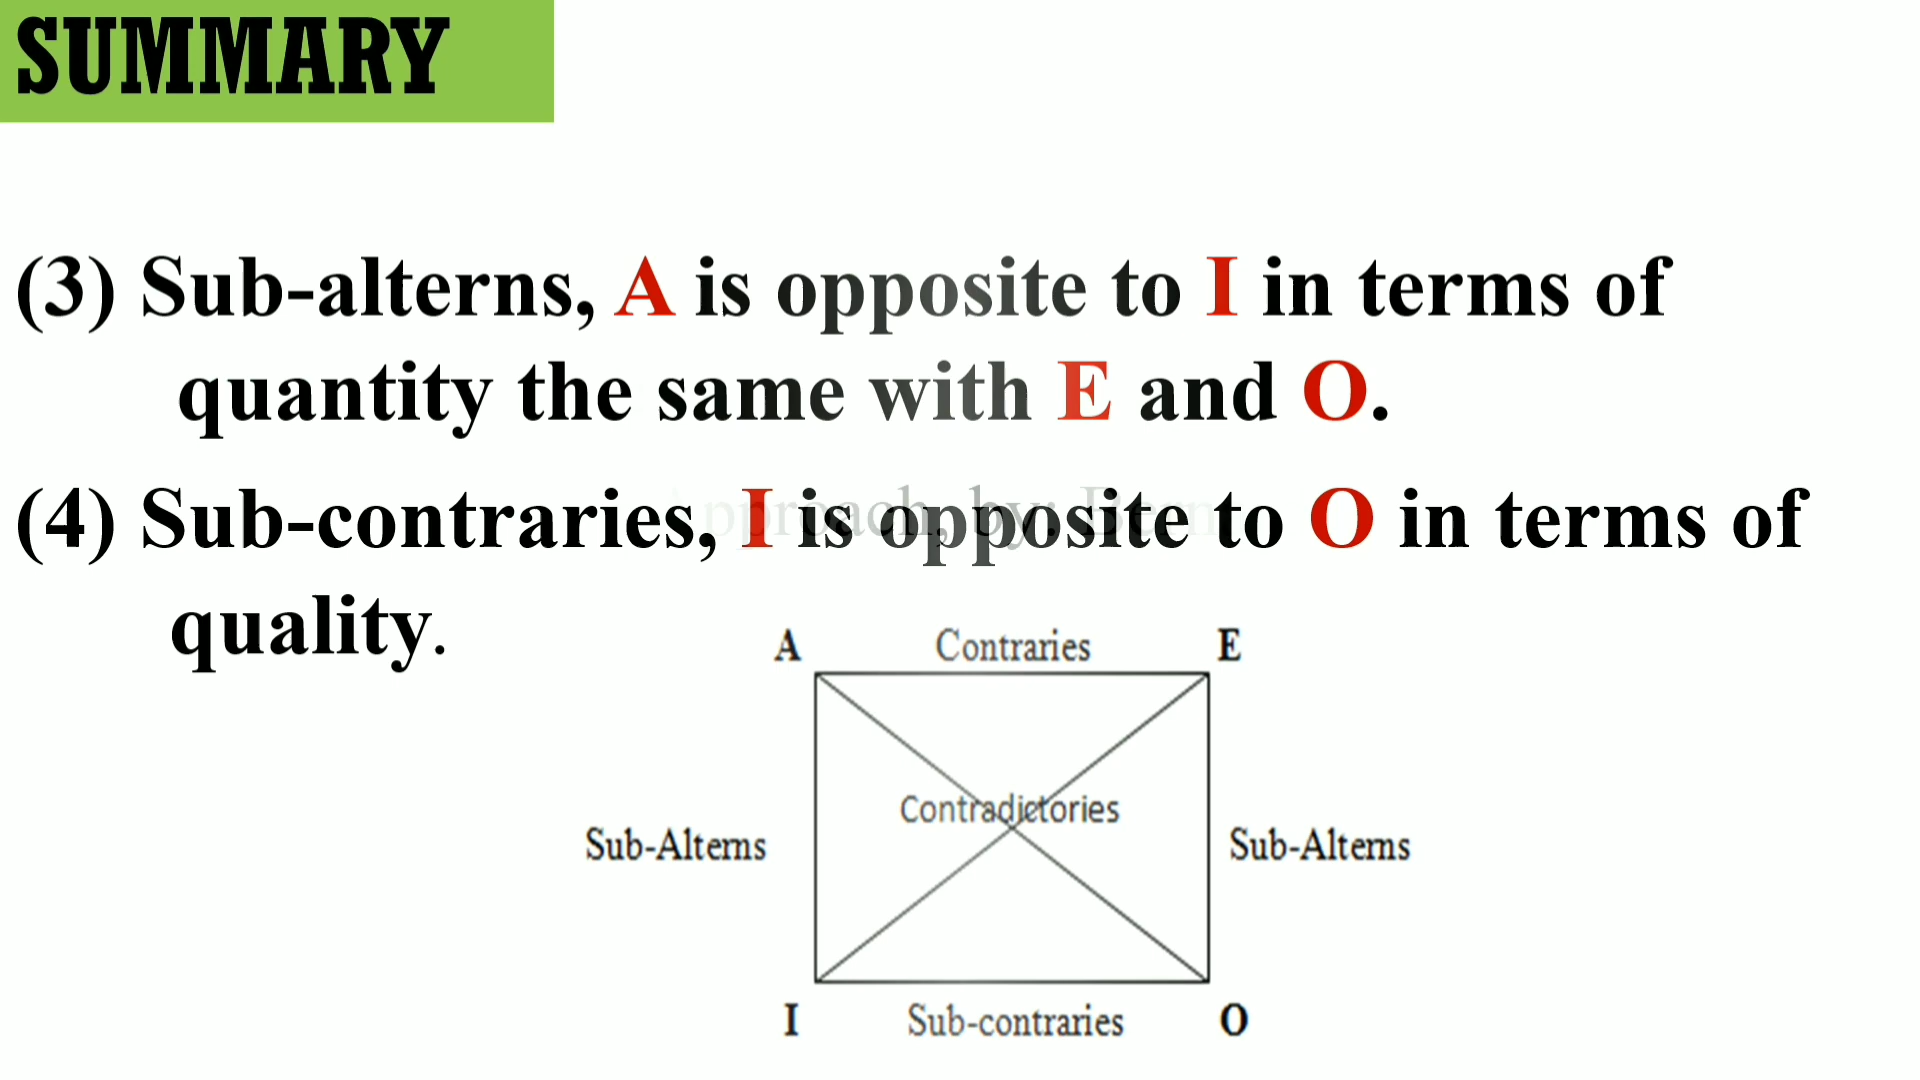 SUMMARY
(3) Sub-alterns, A is opposite to I in terms of
quantity the same with E and O.
(4) Sub-contraries, I is opposite to O in terms of
quality.
A Contraries E
Contradictories
Sub-Alterns Sub-Alterns
I Sub-contraries O